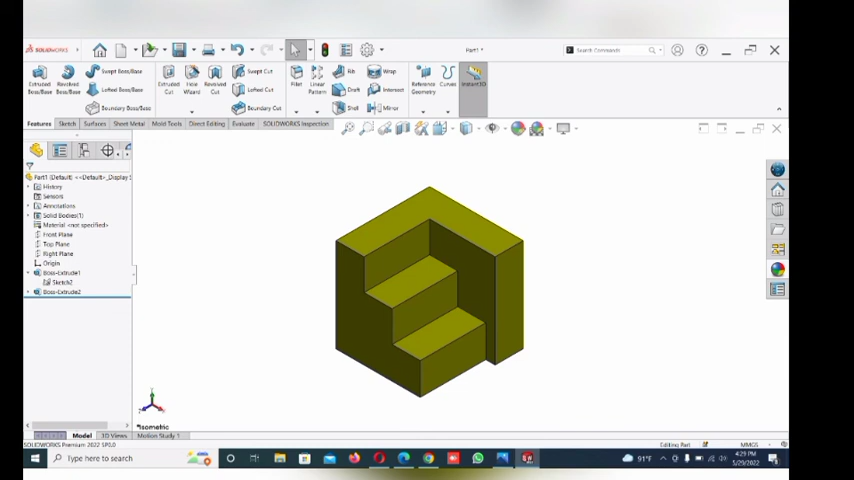 SOLIDWORKS
Part1 *
Search Commands
Extruded Boss/Base
Revolved Boss/Base
Swept Boss/Base
Lofted Boss/Base
Boundary Boss/Base
Extruded Cut
Hole Wizard
Revolved Cut
Swept Cut
Lofted Cut
Boundary Cut
Fillet
Linear Pattern
Rib
Draft
Shell
Wrap
Intersect
Mirror
Reference Geometry
Curves
Instant3D
Features
Sketch
Surfaces
Sheet Metal
Mold Tools
Direct Editing
Evaluate
SOLIDWORKS Inspection
Part1 (Default) <<Default>_Display S
History
Sensors
Annotations
Solid Bodies(1)
Material <not specified>
Front Plane
Top Plane
Right Plane
Origin
Boss-Extrude1
Sketch2
Boss-Extrude2
*Isometric
Model
3D Views
Motion Study 1
SOLIDWORKS Premium 2022 SP0.0
Editing Part
MMGS
Type here to search
91°F
4:29 PM
5/29/2022